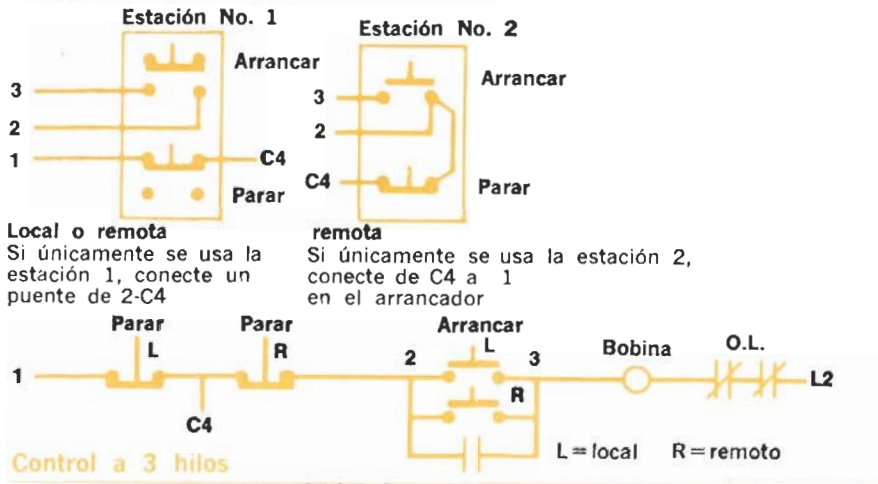 Estación No. 1
Arrancar
3
2
1
C4
Parar
Local o remota
Si únicamente se usa la
estación 1, conecte un
puente de 2-C4
Estación No. 2
Arrancar
3
2
C4
Parar
remota
Si únicamente se usa la estación 2,
conecte de C4 a 1
en el arrancador
Parar
L
Parar
R
Arrancar
L
R
1
C4
2
3
Bobina
O.L.
L2
L=local R=remoto
Control a 3 hilos